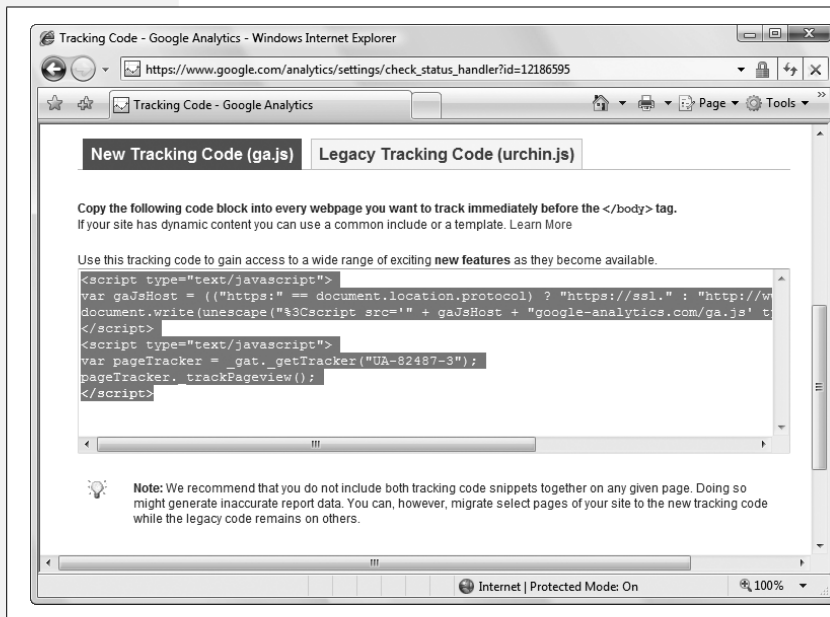 Tracking Code - Google Analytics - Windows Internet Explorer
https://www.google.com/analytics/settings/check_status_handler?id=12186595
Tracking Code - Google Analytics
Page
Tools
»
New Tracking Code (ga.js)
Legacy Tracking Code (urchin.js)
Copy the following code block into every webpage you want to track immediately before the </body> tag.
If your site has dynamic content you can use a common include or a template. Learn More
Use this tracking code to gain access to a wide range of exciting new features as they become available.
<script type="text/javascript">
var gaJsHost = (("https:" == document.location.protocol) ? "https://ssl." : "http://w
document.write(unescape("%3Cscript src='" + gaJsHost + "google-analytics.com/ga.js' t
</script>
<script type="text/javascript">
var pageTracker = _gat._getTracker("UA-82487-3");
pageTracker._trackPageview();
</script>
Note: We recommend that you do not include both tracking code snippets together on any given page. Doing so
might generate inaccurate report data. You can, however, migrate select pages of your site to the new tracking code
while the legacy code remains on others.
Internet | Protected Mode: On
100%